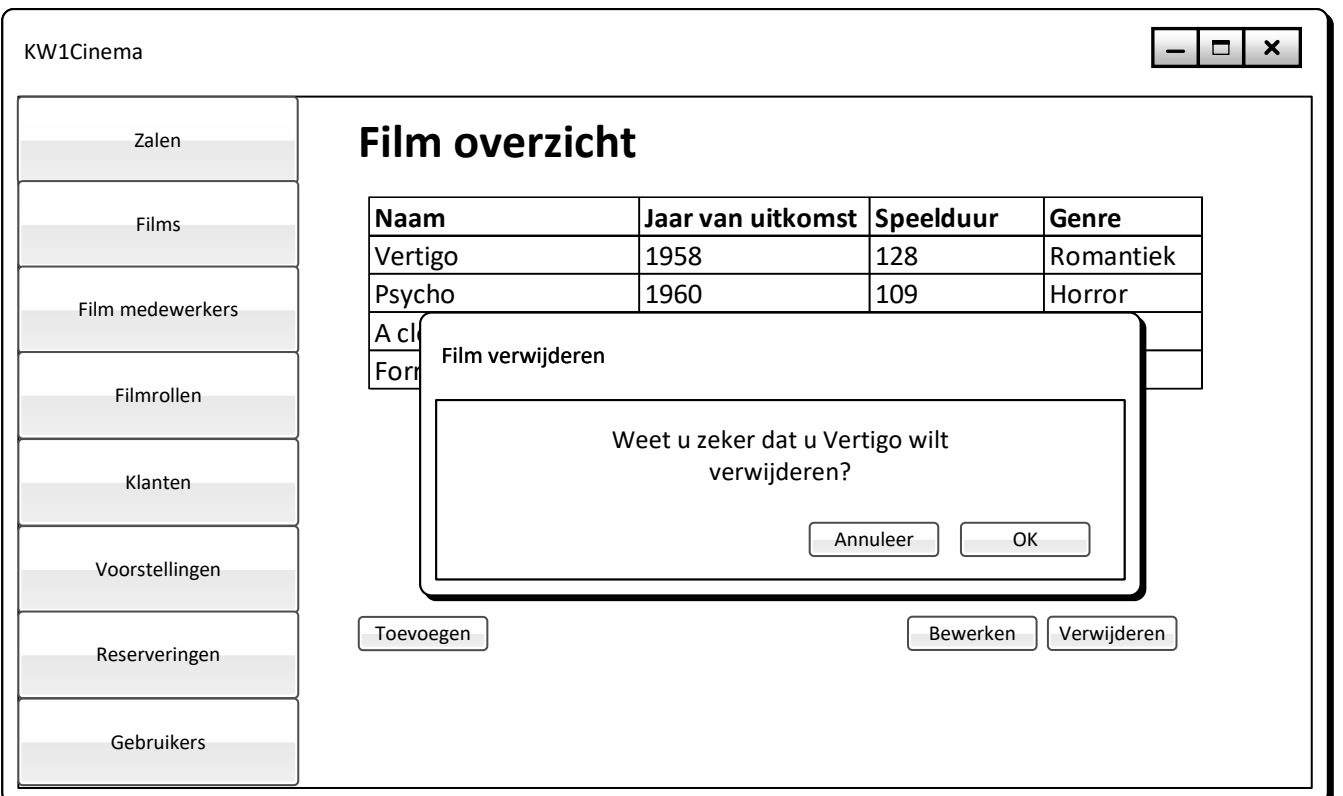 KW1Cinema
Zalen
Films
Film medewerkers
Filmrollen
Klanten
Voorstellingen
Reserveringen
Gebruikers
Film overzicht
Naam Jaar van uitkomst Speelduur Genre
Vertigo 1958 128 Romantiek
Psycho 1960 109 Horror
A
Film verwijderen
Weet u zeker dat u Vertigo wilt
verwijderen?
Annuleer OK
Toevoegen Bewerken Verwijderen